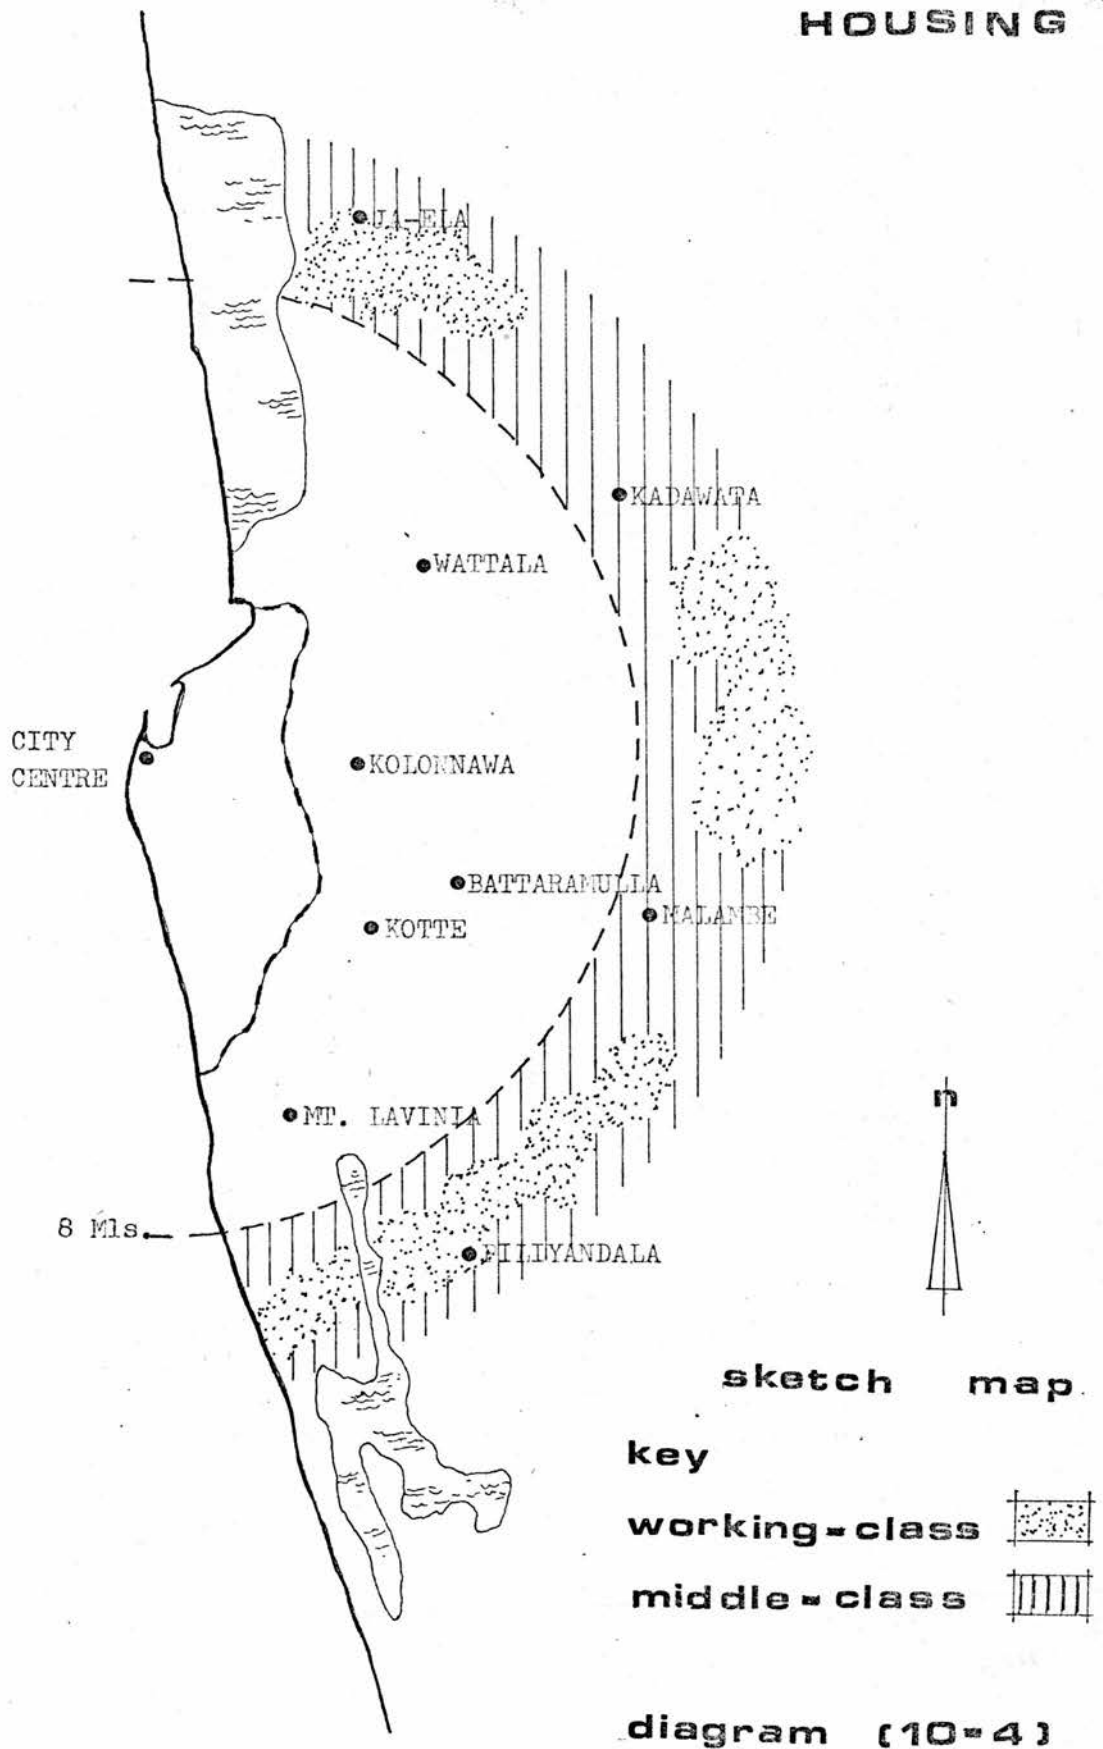 HOUSING
JA-ELA
KADAWATA
WATTALA
CITY
CENTRE
KOLONNAWA
BATTARAMULLA
MALAMBE
KOTTE
n
MT. LAVINIA
8 Mls.
PILIYANDALA
sketch map
key
working-class
middle-class
diagram (10-4)